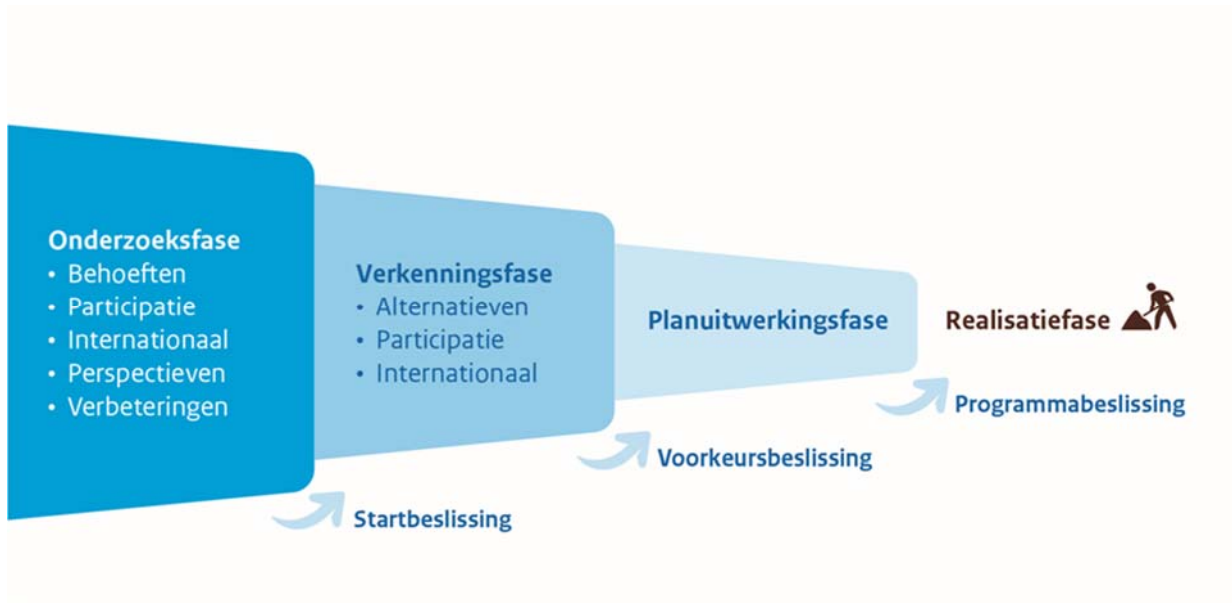 Onderzoeksfase
• Behoeften
• Participatie
• Internationaal
• Perspectieven
• Verbeteringen
Startbeslissing
Verkenningsfase
• Alternatieven
• Participatie
• Internationaal
Voorkeursbeslissing
Planuitwerkingsfase
Programmabeslissing
Realisatiefase